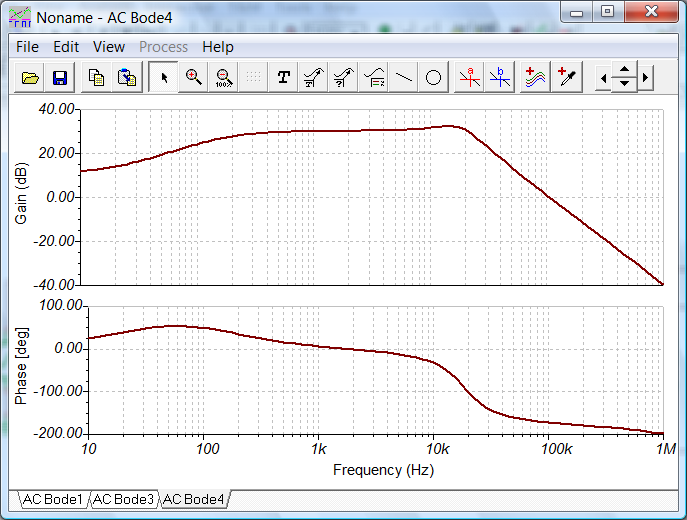 Noname - AC Bode4
File Edit View Process Help
100%
T
T
?
a
b
40.00
20.00
0.00
-20.00
-40.00
Gain (dB)
100.00
0.00
-100.00
-200.00
Phase [deg]
10 100 1k 10k 100k 1M
Frequency (Hz)
AC Bode1 AC Bode3 AC Bode4